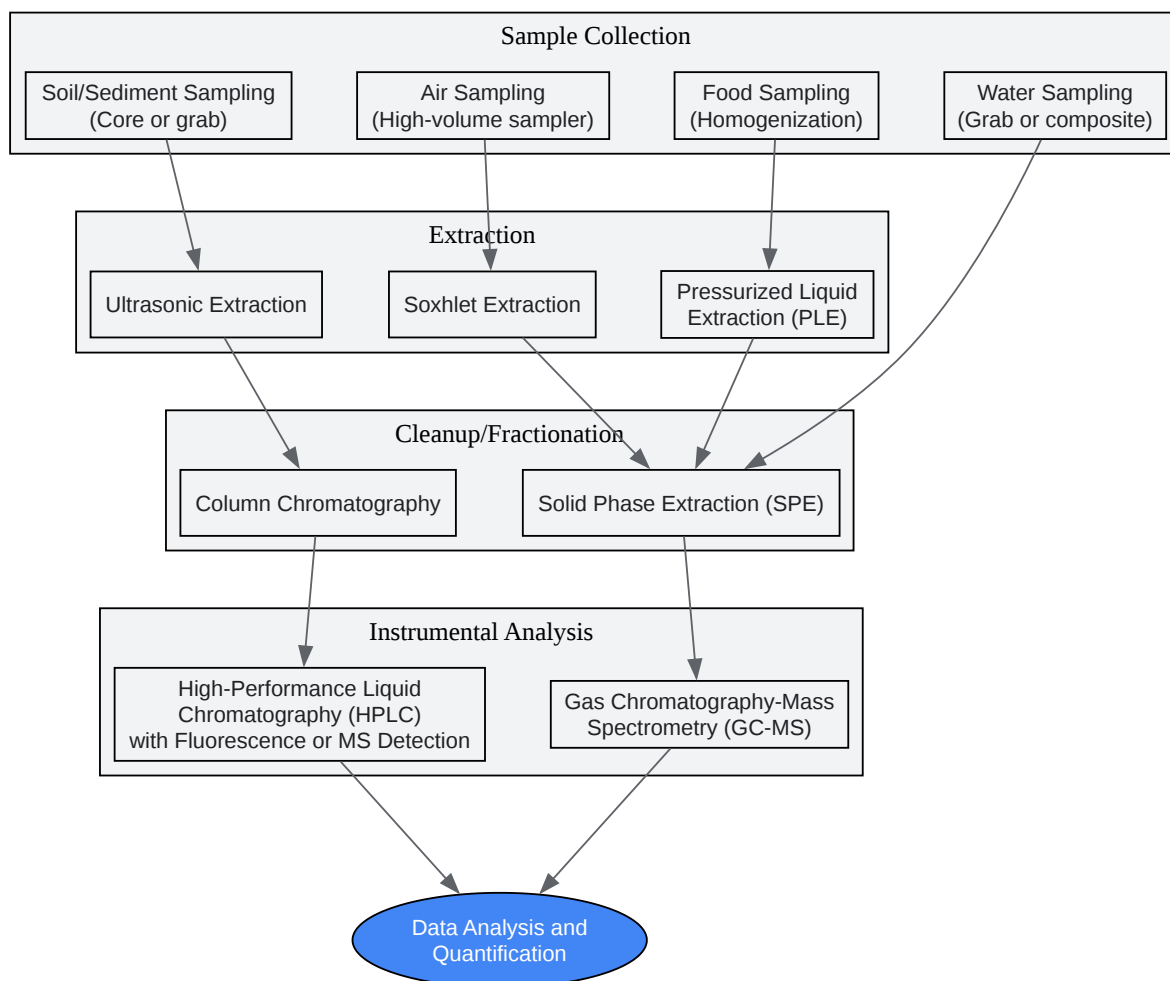 Sample Collection
Soil/Sediment Sampling
(Core or grab)
Air Sampling
(High-volume sampler)
Food Sampling
(Homogenization)
Water Sampling
(Grab or composite)
Extraction
Ultrasonic Extraction
Soxhlet Extraction
Pressurized Liquid
Extraction (PLE)
Cleanup/Fractionation
Column Chromatography
Solid Phase Extraction (SPE)
Instrumental Analysis
High-Performance Liquid
Chromatography (HPLC)
with Fluorescence or MS Detection
Gas Chromatography-Mass
Spectrometry (GC-MS)
Data Analysis and
Quantification